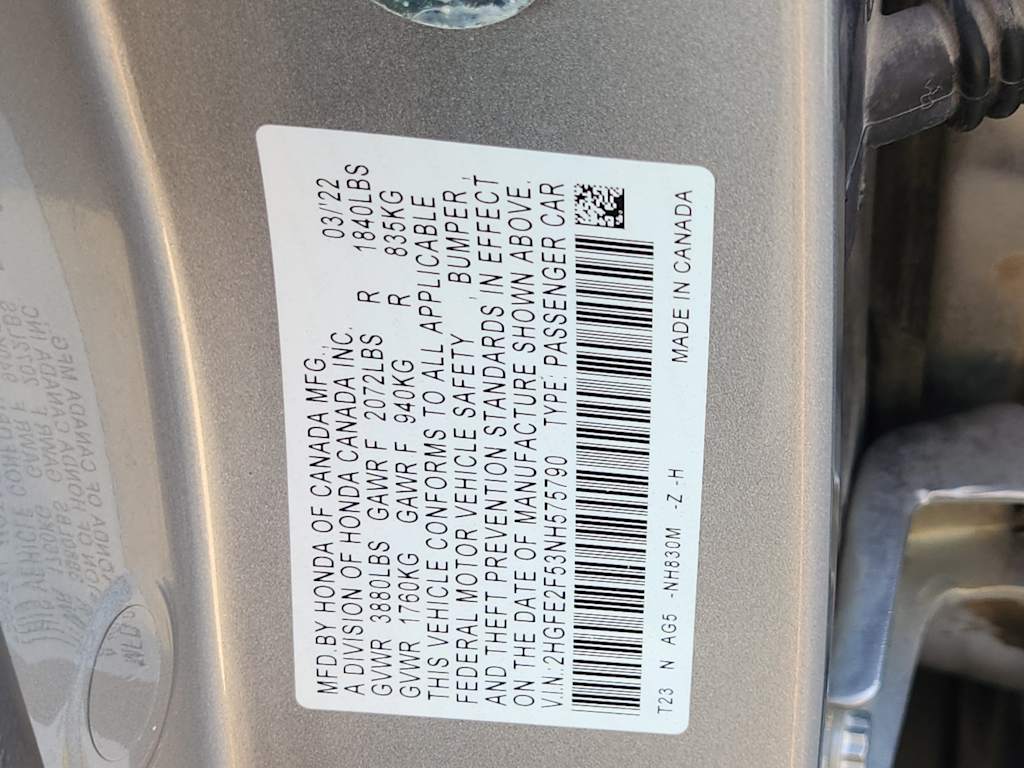 MFD.BY HONDA OF CANADA MFG., 03/'22
A DIVISION OF HONDA CANADA INC.
GWWR 3880LBS GAWR F 2072LBS R 1840LBS
GVWR 1760KG GAWR F 940KG R 835KG
THIS VEHICLE CONFORMS TO ALL APPLICABLE
FEDERAL MOTOR VEHICLE SAFETY, BUMPER,
AND THEFT PREVENTION STANDARDS IN EFFECT
ON THE DATE OF MANUFACTURE SHOWN ABOVE.
V.I.N.:2HGFE2F63NH575790 TYPE:PASSENGER CAR
T23 N AG5 -NH830M -Z -H MADE IN CANADA